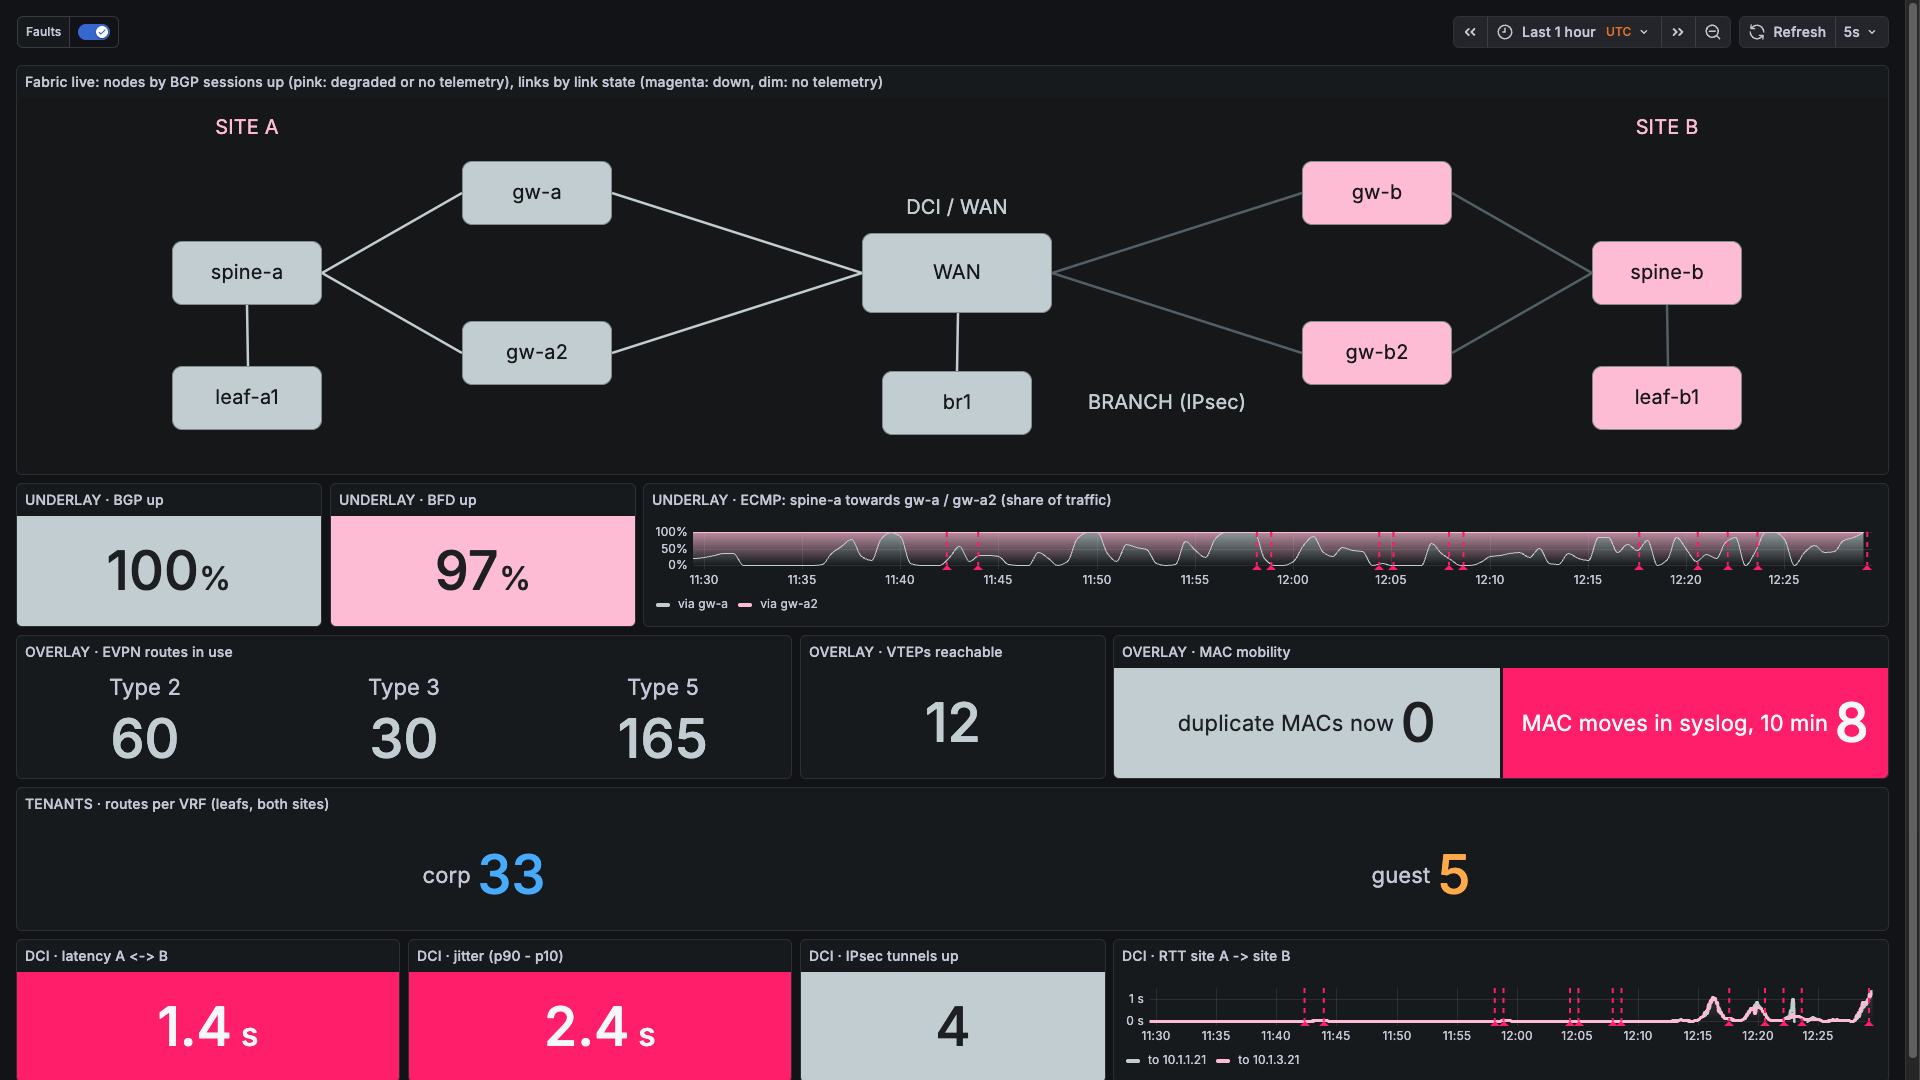 Faults
Last 1 hour UTC
Refresh 5s
Fabric live: nodes by BGP sessions up (pink: degraded or no telemetry), links by link state (magenta: down, dim: no telemetry)
SITE A
SITE B
gw-a
gw-b
DCI / WAN
spine-a
WAN
spine-b
gw-a2
gw-b2
leaf-a1
br1
BRANCH (IPsec)
leaf-b1
UNDERLAY · BGP up
100%
UNDERLAY · BFD up
97%
UNDERLAY · ECMP: spine-a towards gw-a / gw-a2 (share of traffic)
100%
50%
0%
11:30 11:35 11:40 11:45 11:50 11:55 12:00 12:05 12:10 12:15 12:20 12:25
via gw-a via gw-a2
OVERLAY · EVPN routes in use
Type 2 Type 3 Type 5
60 30 165
OVERLAY · VTEPs reachable
12
OVERLAY · MAC mobility
duplicate MACs now 0
MAC moves in syslog, 10 min 8
TENANTS · routes per VRF (leafs, both sites)
corp 33
guest 5
DCI · latency A <-> B
1.4 s
DCI · jitter (p90 - p10)
2.4 s
DCI · IPsec tunnels up
4
DCI · RTT site A -> site B
1 s
0 s
11:30 11:35 11:40 11:45 11:50 11:55 12:00 12:05 12:10 12:15 12:20 12:25
to 10.1.1.21 to 10.1.3.21